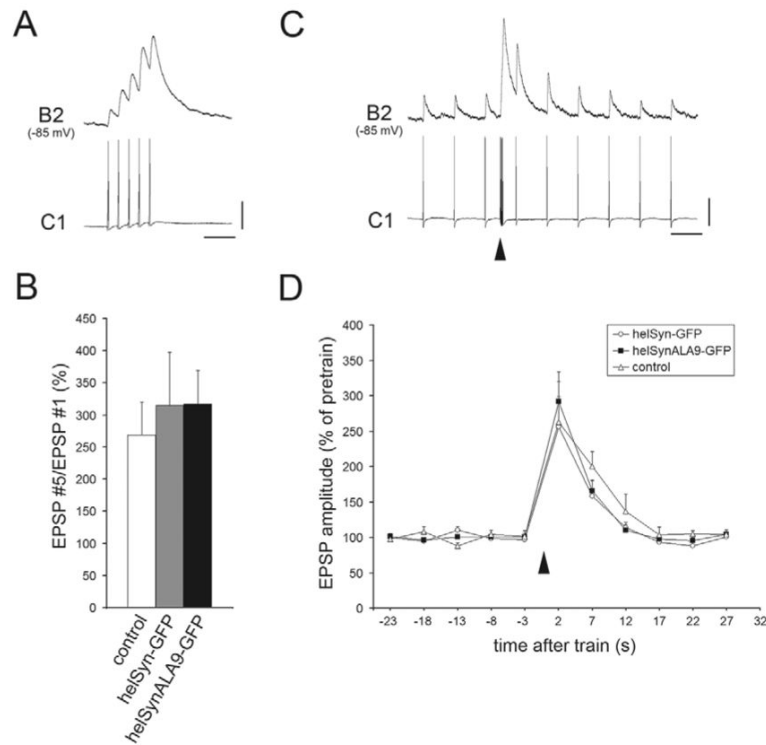 A
B2
(-85 mV)
C1
C
B2
(-85 mV)
C1
B
EPSP #5/EPSP #1 (%)
400
350
300
250
200
150
100
50
0
control
helSyn-GFP
helSynALA9-GFP
D
EPSP amplitude (% of pretrain)
400
350
300
250
200
150
100
50
0
helSyn-GFP
helSynALA9-GFP
control
-23 -18 -13 -8 -3 2 7 12 17 22 27 32
time after train (s)